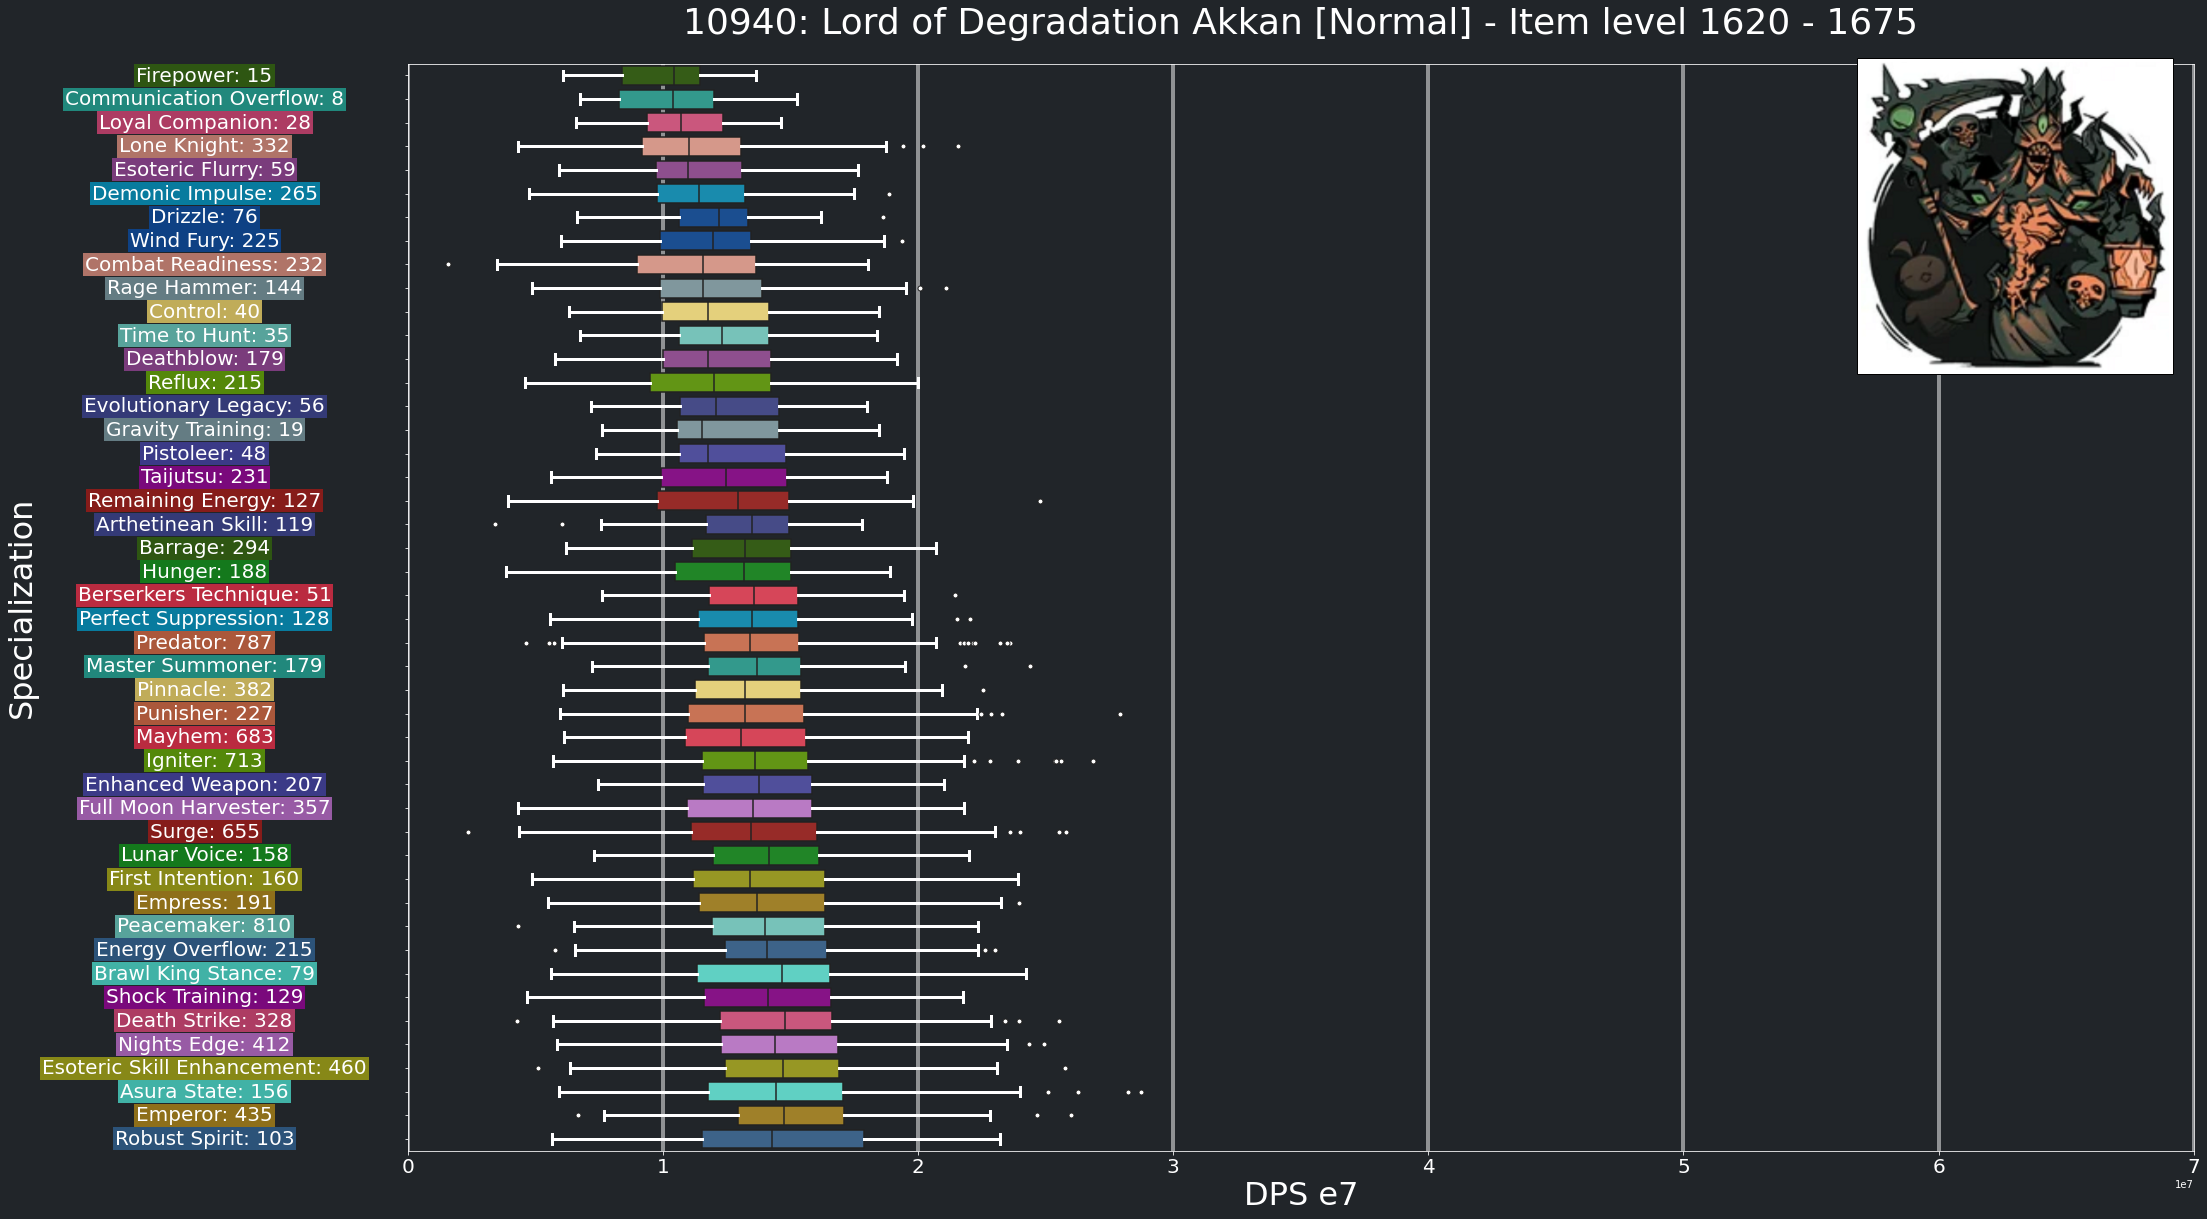 10940: Lord of Degradation Akkan [Normal] - Item level 1620 - 1675
Specialization
Firepower: 15
Communication Overflow: 8
Loyal Companion: 28
Lone Knight: 332
Esoteric Flurry: 59
Demonic Impulse: 265
Drizzle: 76
Wind Fury: 225
Combat Readiness: 232
Rage Hammer: 144
Control: 40
Time to Hunt: 35
Deathblow: 179
Reflux: 215
Evolutionary Legacy: 56
Gravity Training: 19
Pistoleer: 48
Taijutsu: 231
Remaining Energy: 127
Arthetinean Skill: 119
Barrage: 294
Hunger: 188
Berserkers Technique: 51
Perfect Suppression: 128
Predator: 787
Master Summoner: 179
Pinnacle: 382
Punisher: 227
Mayhem: 683
Igniter: 713
Enhanced Weapon: 207
Full Moon Harvester: 357
Surge: 655
Lunar Voice: 158
First Intention: 160
Empress: 191
Peacemaker: 810
Energy Overflow: 215
Brawl King Stance: 79
Shock Training: 129
Death Strike: 328
Nights Edge: 412
Esoteric Skill Enhancement: 460
Asura State: 156
Emperor: 435
Robust Spirit: 103
0 1 2 3 4 5 6 7
1e7
DPS e7